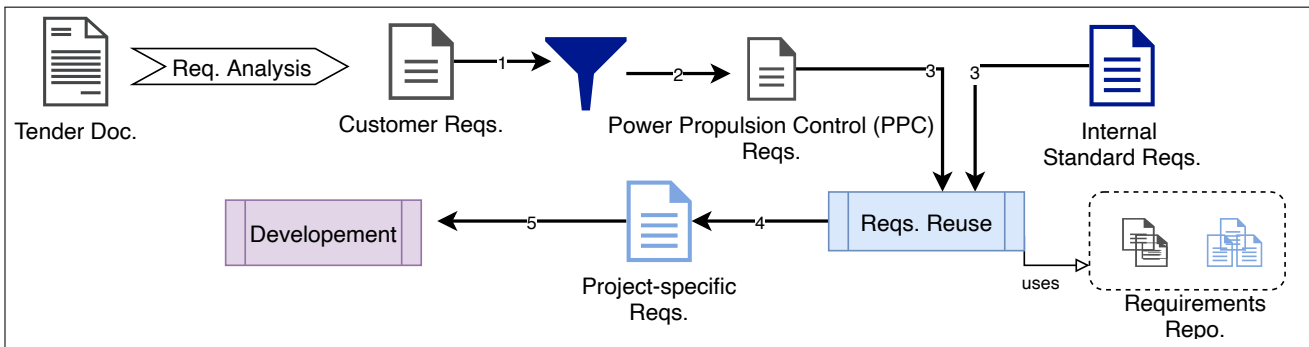 Req. Analysis
1
2
3
3
Tender Doc.
Customer Reqs.
Power Propulsion Control (PPC)
Reqs.
Internal
Standard Reqs.
Developement
5
4
Reqs. Reuse
Project-specific
Reqs.
uses
Requirements
Repo.